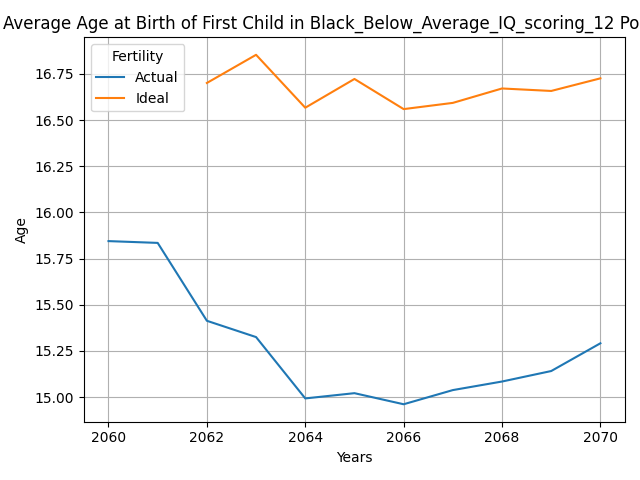 Average Age at Birth of First Child in Black_Below_Average_IQ_scoring_12 Po
Fertility
Actual
Ideal
16.75
16.50
16.25
16.00
15.75
15.50
15.25
15.00
Age
2060 2062 2064 2066 2068 2070
Years